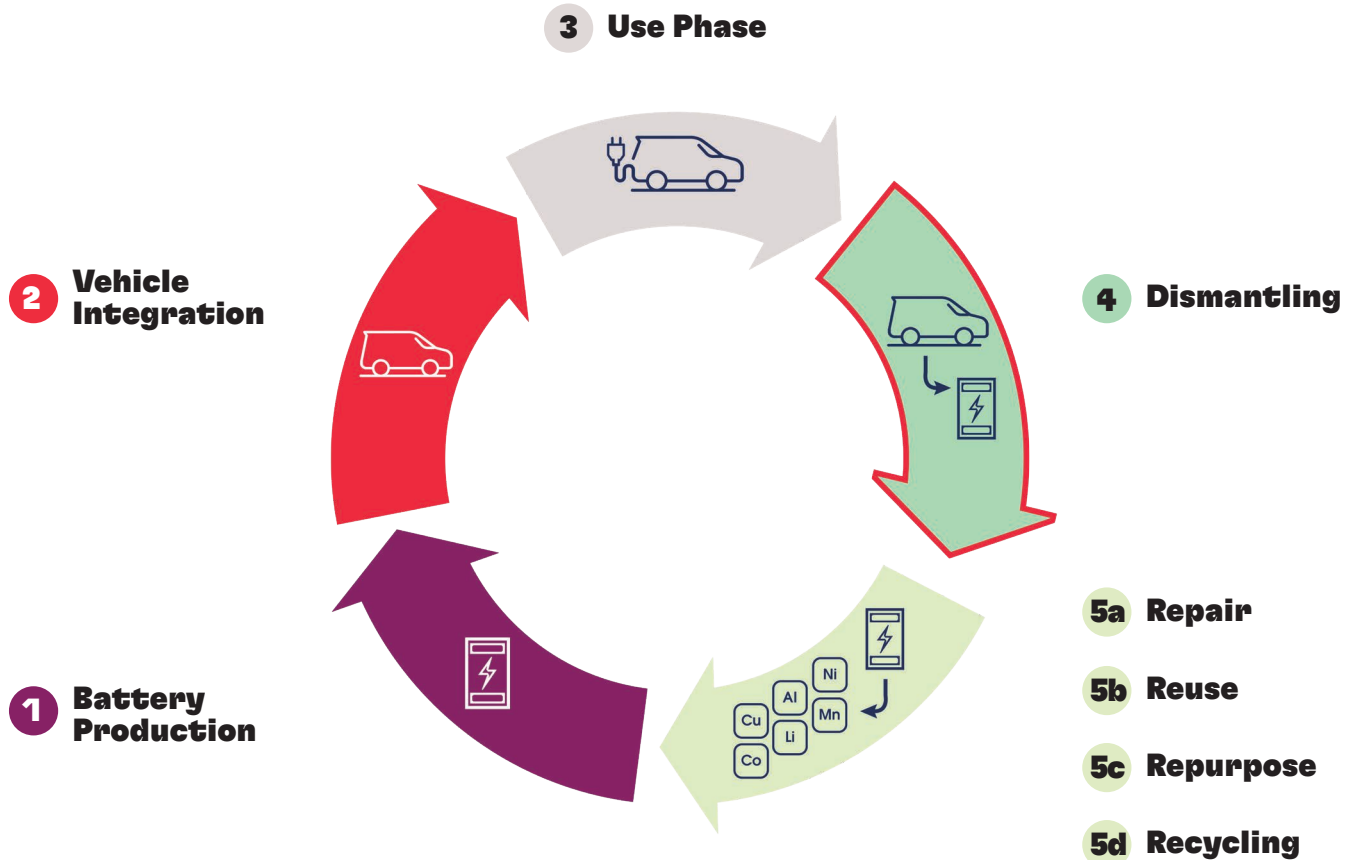 3 Use Phase
2 Vehicle
Integration
4 Dismantling
1 Battery
Production
5a Repair
5b Reuse
5c Repurpose
5d Recycling
Ni
Al
Mn
Cu
Li
Co